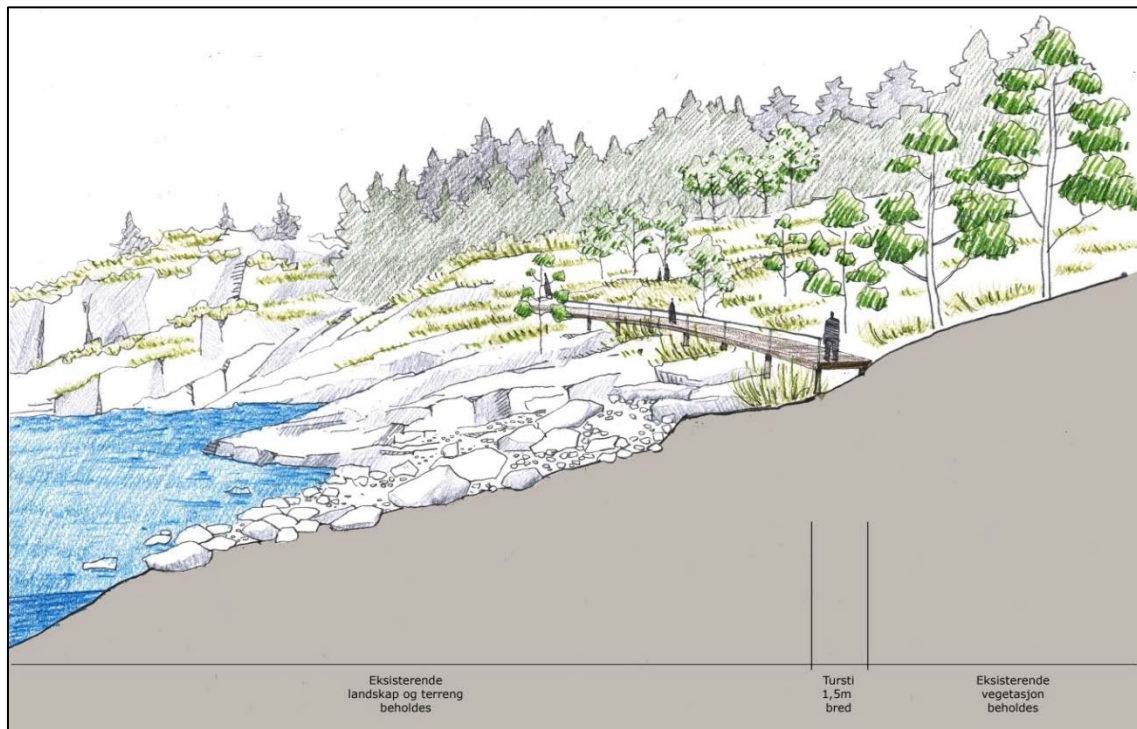 Eksisterende
landskap og terreng
beholdes
Tursti
1,5m
bred
Eksisterende
vegetasjon
beholdes